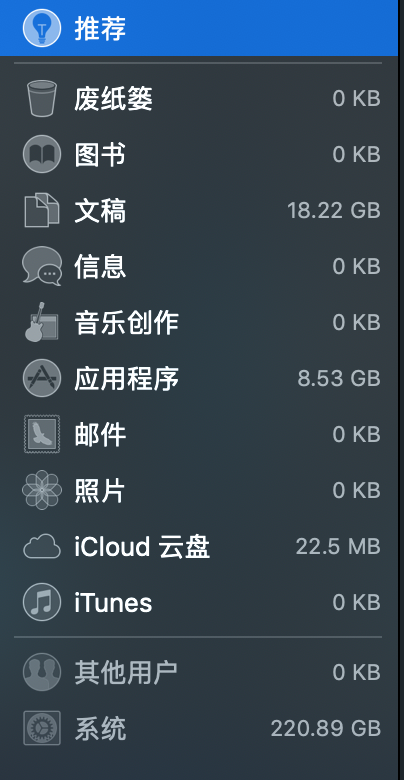 推荐
废纸篓 0 KB
图书 0 KB
文稿 18.22 GB
信息 0 KB
音乐创作 0 KB
应用程序 8.53 GB
邮件 0 KB
照片 0 KB
iCloud 云盘 22.5 MB
iTunes 0 KB
其他用户 0 KB
系统 220.89 GB